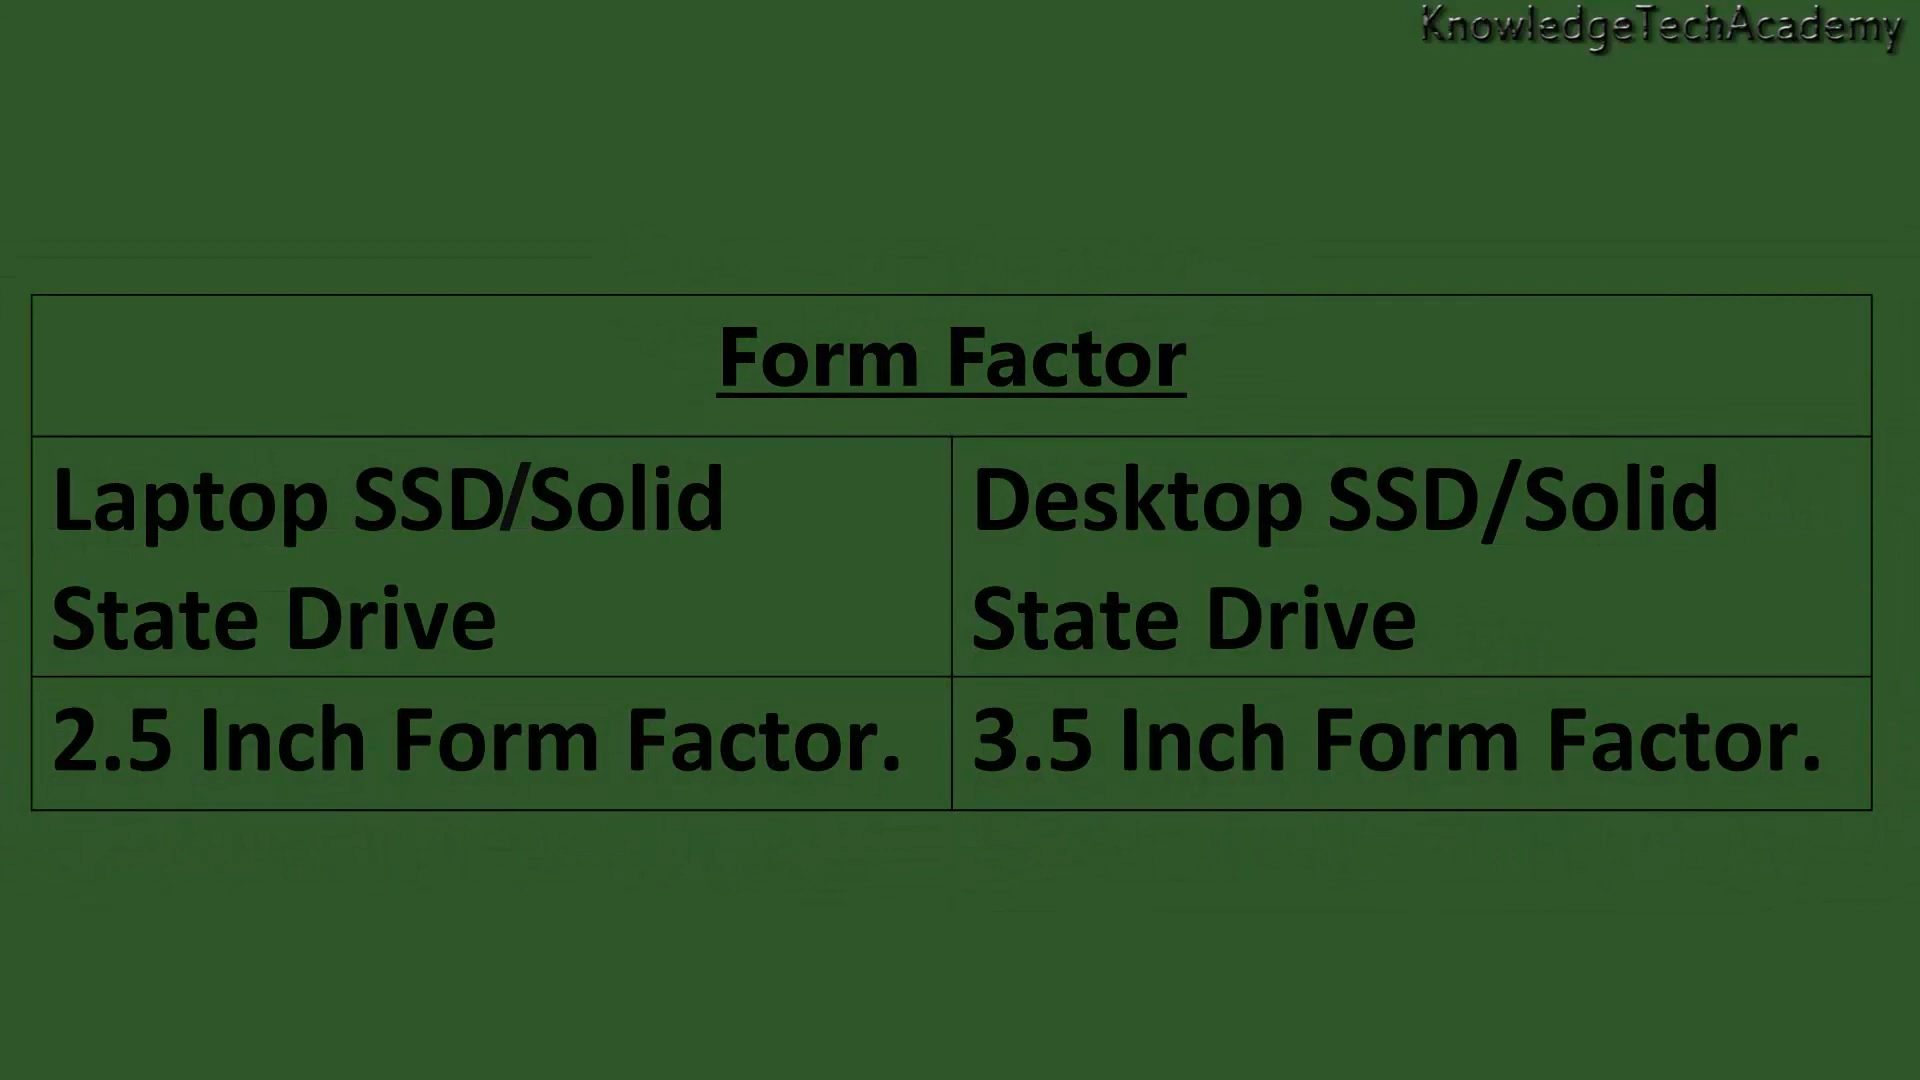 KnowledgeTechAcademy
Form Factor
Laptop SSD/Solid
State Drive
Desktop SSD/Solid
State Drive
2.5 Inch Form Factor.
3.5 Inch Form Factor.